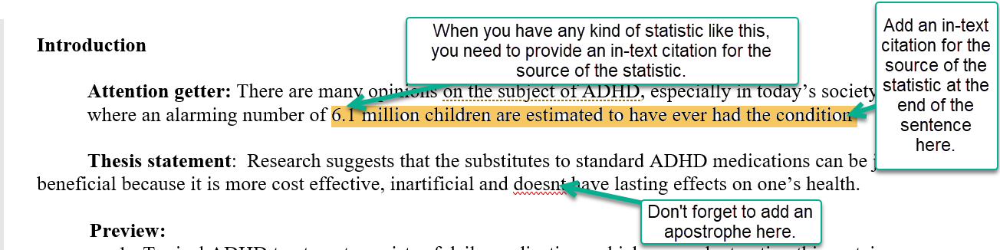 When you have any kind of statistic like this,
you need to provide an in-text citation for the
source of the statistic.
Add an in-text
citation for the
source of the
statistic at the
end of the
sentence
here.
Introduction
Attention getter: There are many opinions on the subject of ADHD, especially in today's society
where an alarming number of 6.1 million children are estimated to have ever had the condition
Thesis statement: Research suggests that the substitutes to standard ADHD medications can be
beneficial because it is more cost effective, inartificial and doesnt have lasting effects on one's health.
Don't forget to add an
apostrophe here.
Preview: